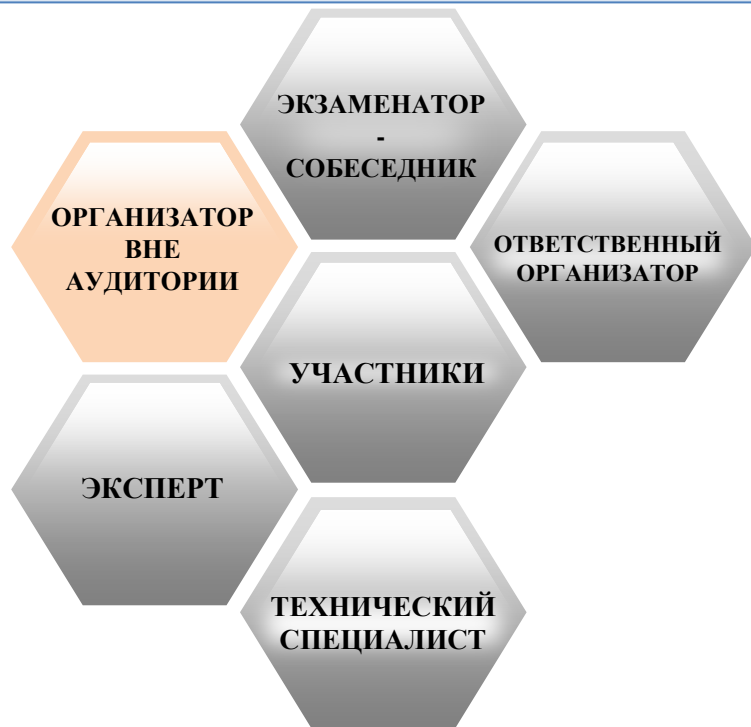 ЭКЗАМЕНАТОР
-
СОБЕСЕДНИК
ОРГАНИЗАТОР
ВНЕ
АУДИТОРИИ
ОТВЕТСТВЕННЫЙ
ОРГАНИЗАТОР
УЧАСТНИКИ
ЭКСПЕРТ
ТЕХНИЧЕСКИЙ
СПЕЦИАЛИСТ